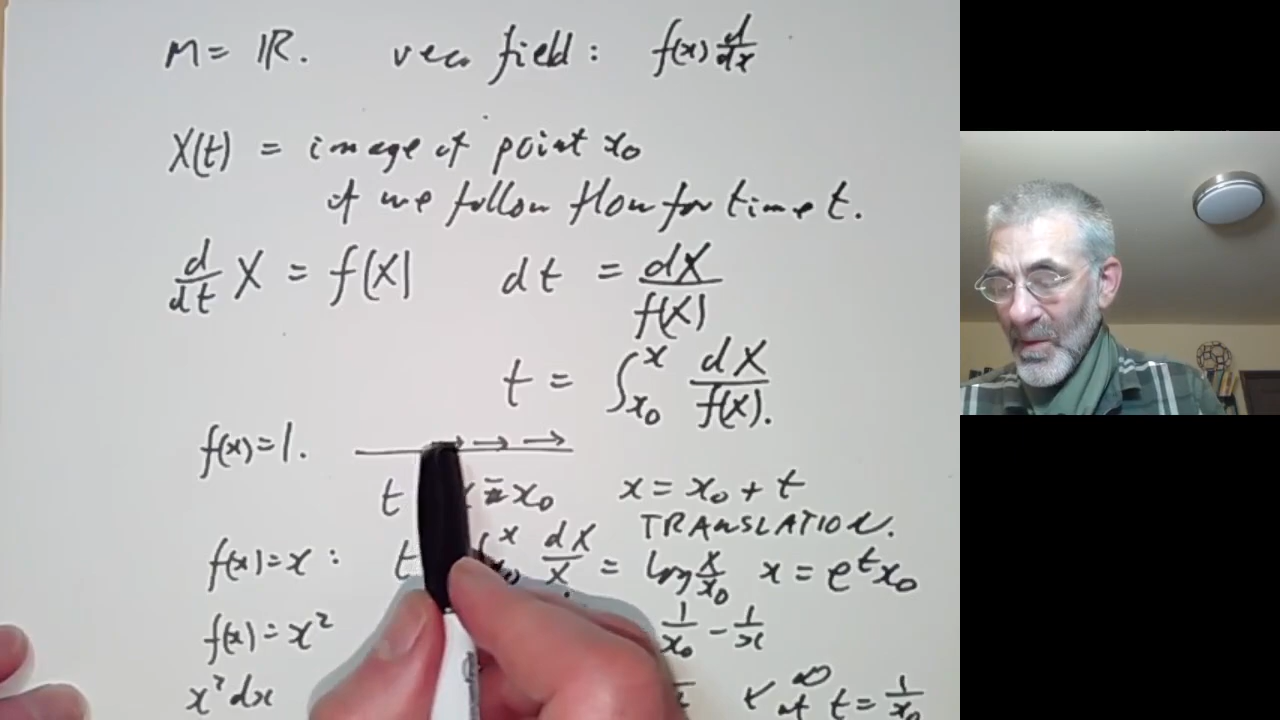 M = ℝ. vec field : f(x) d/dx
X(t) = image of point x₀
if we follow flow for time t.
d/dt X = f(X) dt = dX/f(X)
t = ∫_{x₀}^{x} dX/f(X).
f(x) = 1. → →
t = x₀ x = x₀ + t
TRANSLATION.
f(x) = x : t x dX/X = log x/x₀ x = eᵗx₀
f(x) = x² 1/x₀ − 1/x
x² dx ∞ at t = 1/x₀